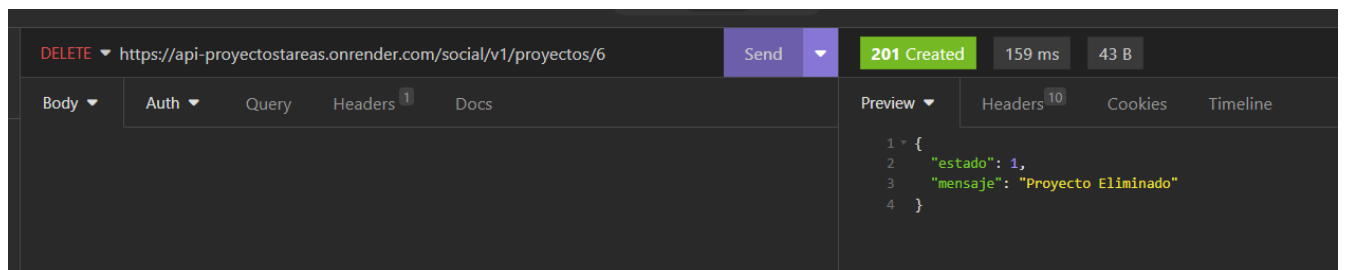 DELETE https://api-proyectostareas.onrender.com/social/v1/proyectos/6 Send 201 Created 159 ms 43 B
Body Auth Query Headers 1 Docs Preview Headers 10 Cookies Timeline
1 {
2 "estado": 1,
3 "mensaje": "Proyecto Eliminado"
4 }